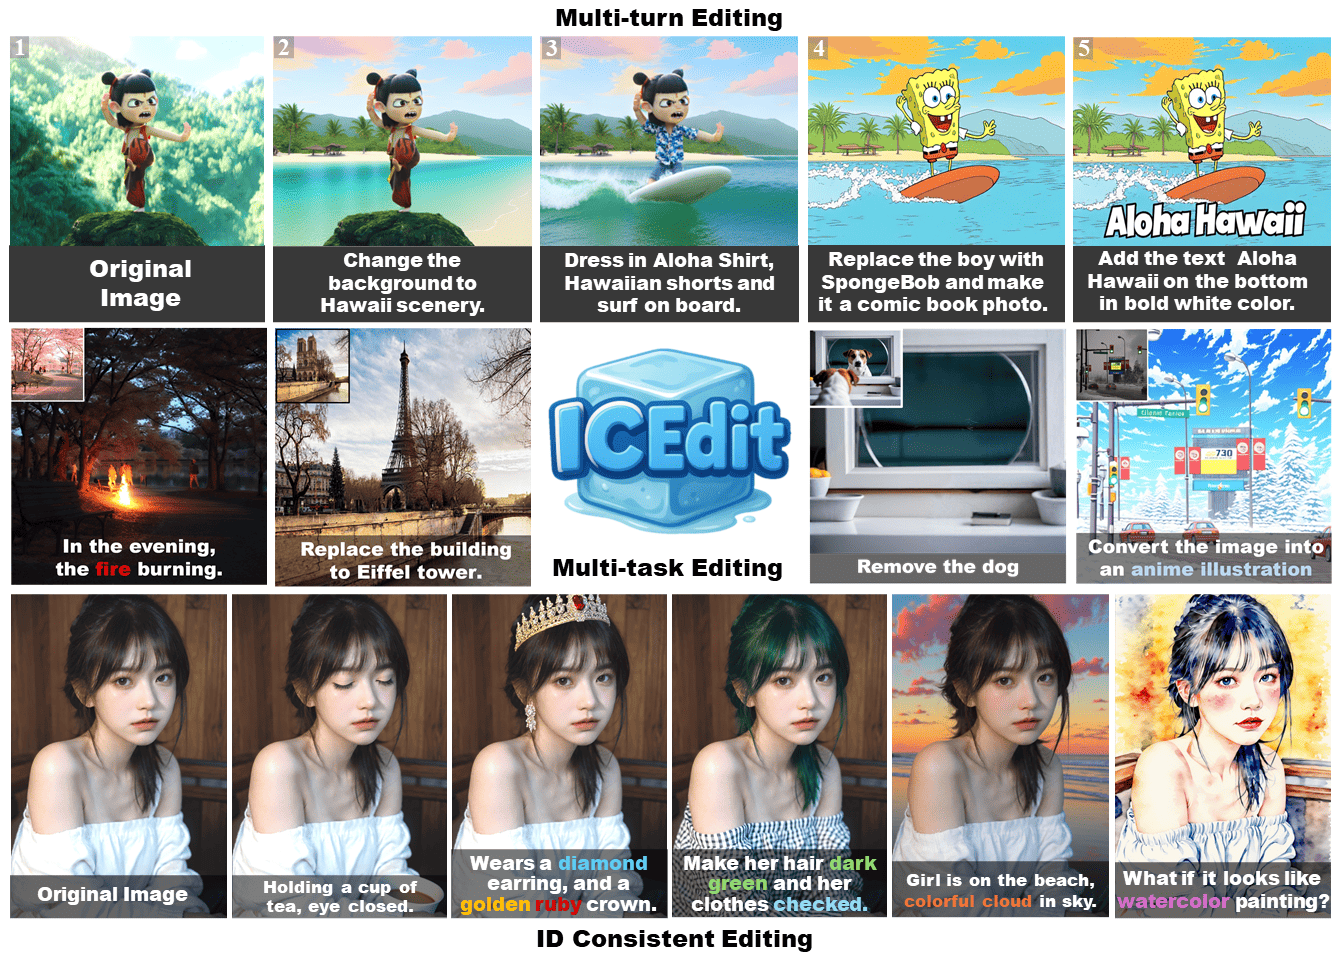 Multi-turn Editing
1
2
3
4
5
Aloha Hawaii
Original
Image
Change the
background to
Hawaii scenery.
Dress in Aloha Shirt,
Hawaiian shorts and
surf on board.
Replace the boy with
SpongeBob and make
it a comic book photo.
Add the text Aloha
Hawaii on the bottom
in bold white color.
In the evening,
the fire burning.
Replace the building
to Eiffel tower.
ICEdit
Multi-task Editing
Remove the dog
730
Convert the image into
an anime illustration
Original Image
Holding a cup of
tea, eye closed.
Wears a diamond
earring, and a
golden ruby crown.
Make her hair dark
green and her
clothes checked.
Girl is on the beach,
colorful cloud in sky.
What if it looks like
watercolor painting?
ID Consistent Editing